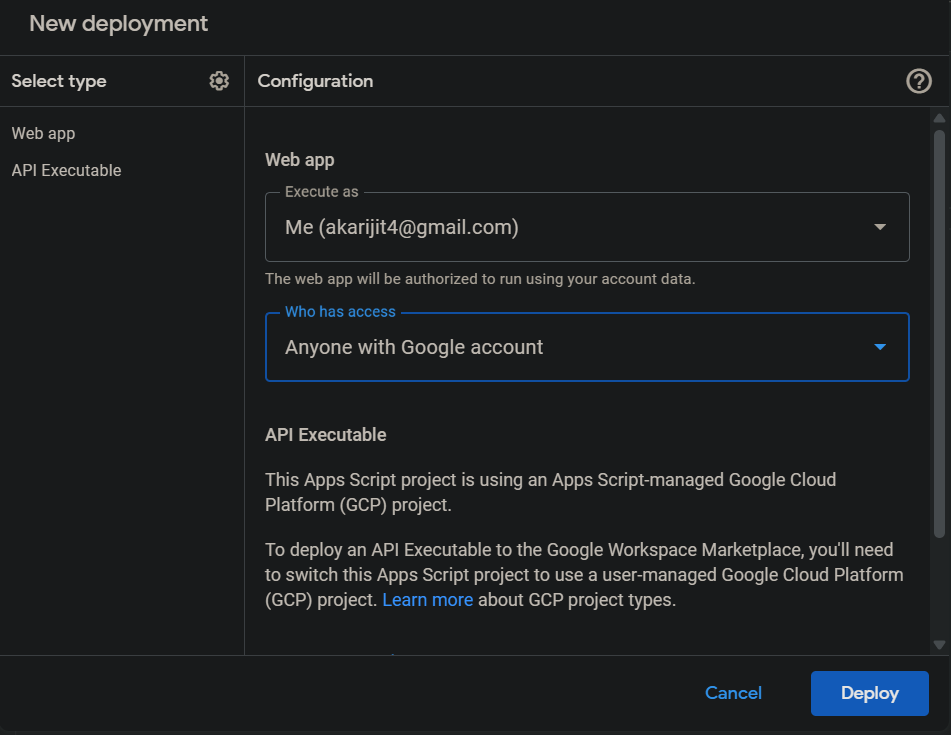 New deployment
Select type
Configuration
Web app
API Executable
Web app
Execute as
Me (akarijit4@gmail.com)
The web app will be authorized to run using your account data.
Who has access
Anyone with Google account
API Executable
This Apps Script project is using an Apps Script-managed Google Cloud
Platform (GCP) project.
To deploy an API Executable to the Google Workspace Marketplace, you'll need
to switch this Apps Script project to use a user-managed Google Cloud Platform
(GCP) project. Learn more about GCP project types.
Cancel
Deploy